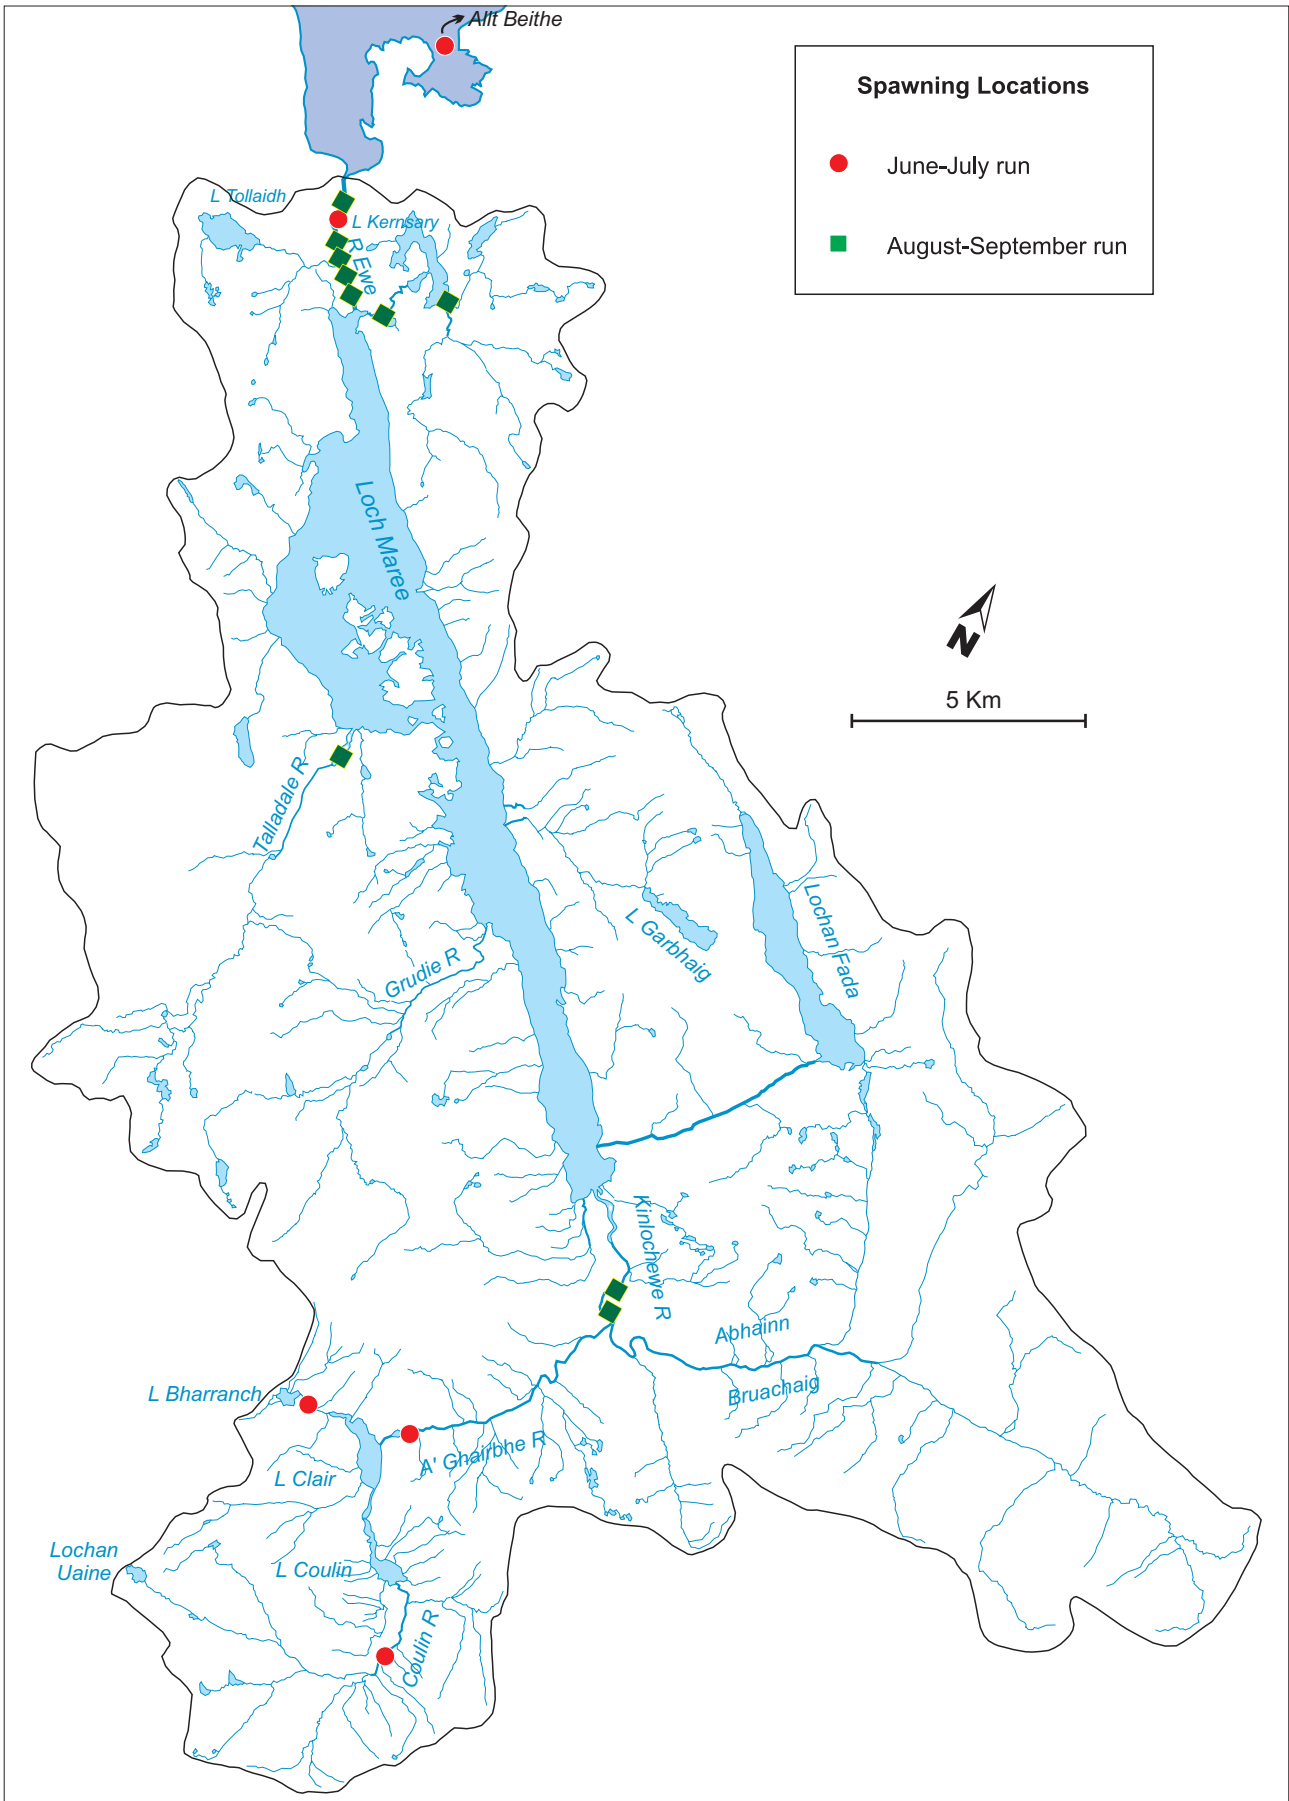 Allt Beithe
Spawning Locations
June-July run
August-September run
L Tollaidh
L Kernsary
R Ewe
Loch Maree
N
5 Km
Talladale R
Lochan Fada
L Garbhaig
Grudie R
Kinlochewe R
Abhainn
Bruachaig
L Bharranch
A' Ghairbhe R
L Clair
Lochan
Uaine
L Coulin
Coulin R